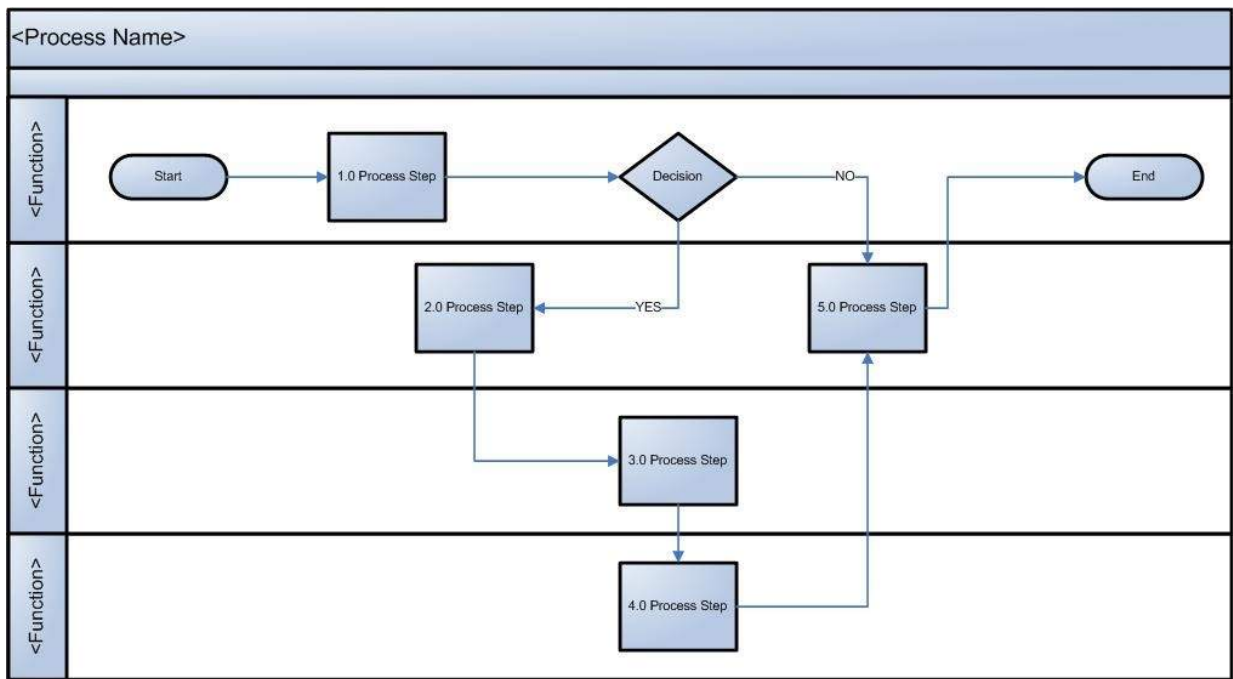 <Process Name>
<Function>
Start
1.0 Process Step
Decision
NO
End
<Function>
2.0 Process Step
YES
5.0 Process Step
<Function>
3.0 Process Step
<Function>
4.0 Process Step